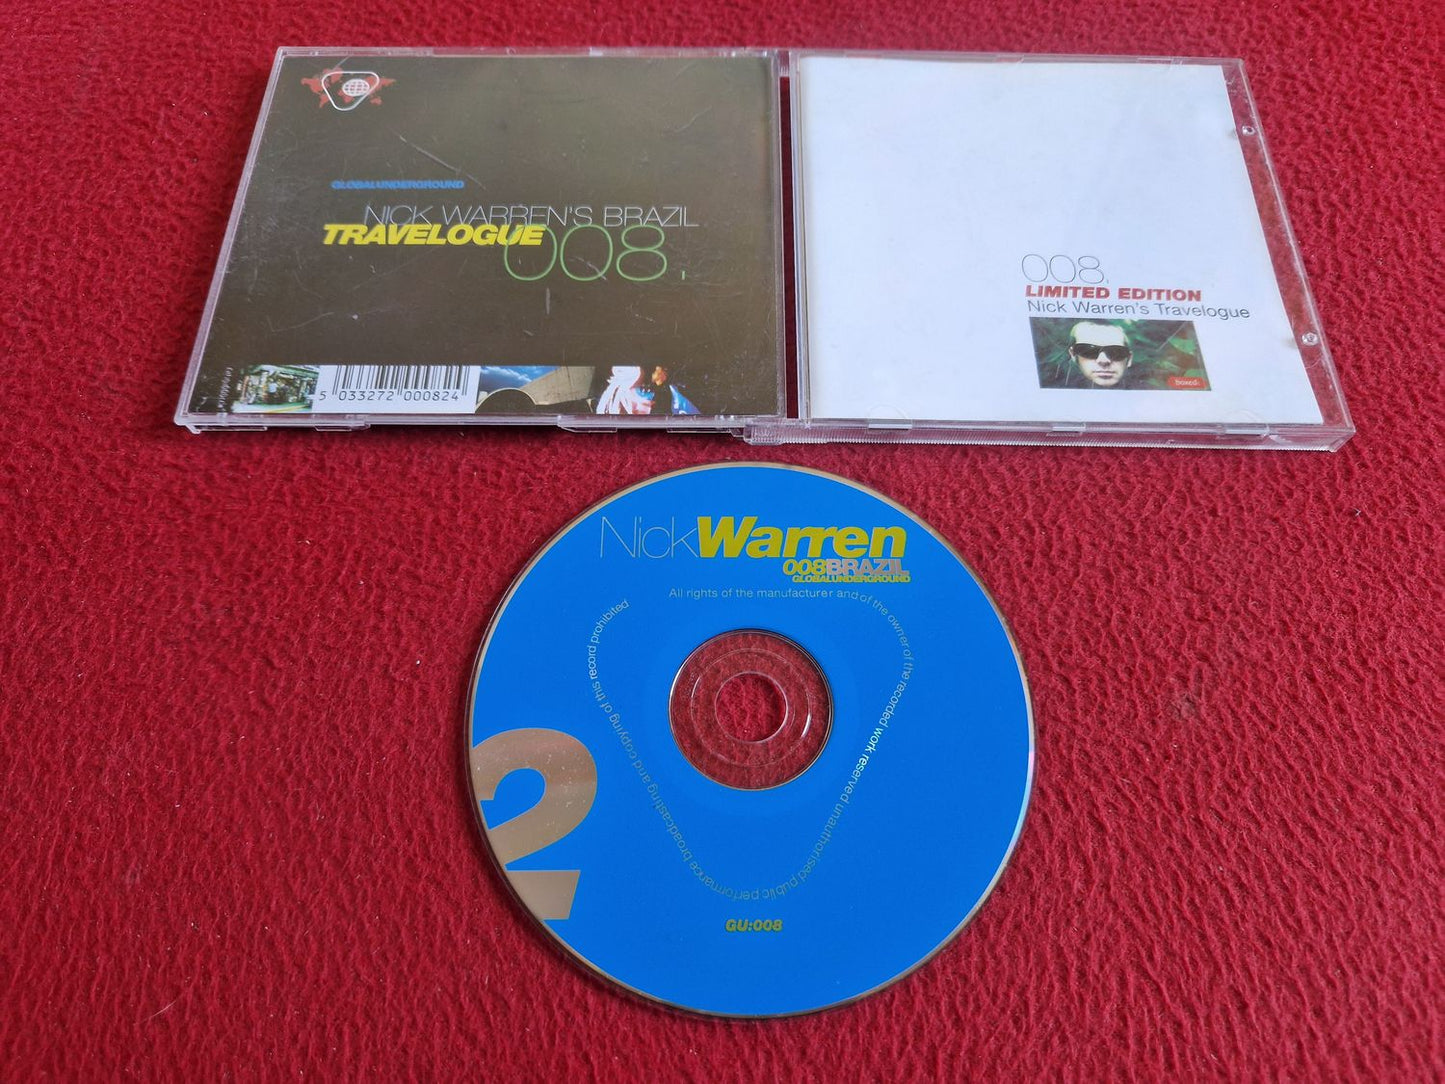 GLOBALUNDERGROUND
NICK WARREN'S BRAZIL
TRAVELOGUE
008.
5 033272 000824
008.
LIMITED EDITION
Nick Warren's Travelogue
boxed.
NickWarren
008BRAZIL
GLOBALUNDERGROUND
All rights of the manufacturer and of the owner of the recorded work reserved unauthorised public performance broadcasting and copying of this record prohibited
2
GU:008